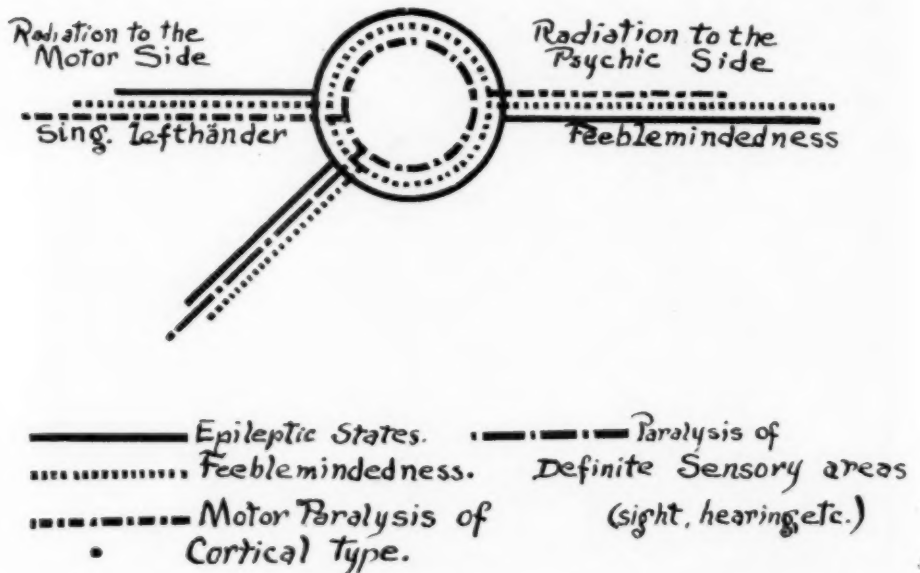 Radiation to the
Motor Side
Radiation to the
Psychic Side
Sing. Lefthänder
Feeblemindedness
Epileptic States.
Feeblemindedness.
Motor Paralysis of
Cortical Type.
Paralysis of
Definite Sensory areas
(sight, hearing, etc.)